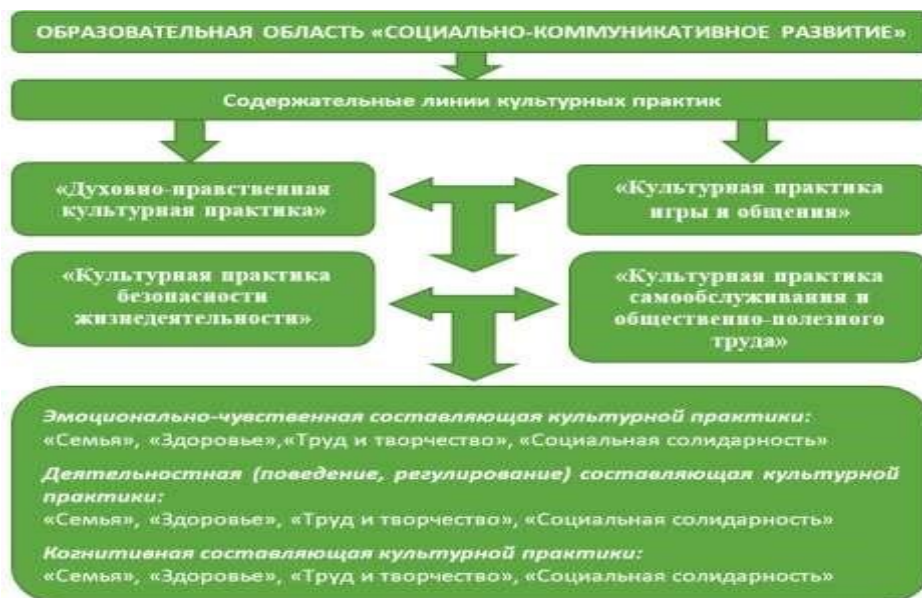 ОБРАЗОВАТЕЛЬНАЯ ОБЛАСТЬ «СОЦИАЛЬНО-КОММУНИКАТИВНОЕ РАЗВИТИЕ»
Содержательные линии культурных практик
«Духовно-нравственная
культурная практика»
«Культурная практика
игры и общения»
«Культурная практика
безопасности
жизнедеятельности»
«Культурная практика
самообслуживания и
общественно-полезного
труда»
Эмоционально-чувственная составляющая культурной практики:
«Семья», «Здоровье»,«Труд и творчество», «Социальная солидарность»
Деятельностная (поведение, регулирование) составляющая культурной
практики:
«Семья», «Здоровье», «Труд и творчество», «Социальная солидарность»
Когнитивная составляющая культурной практики:
«Семья», «Здоровье», «Труд и творчество», «Социальная солидарность»